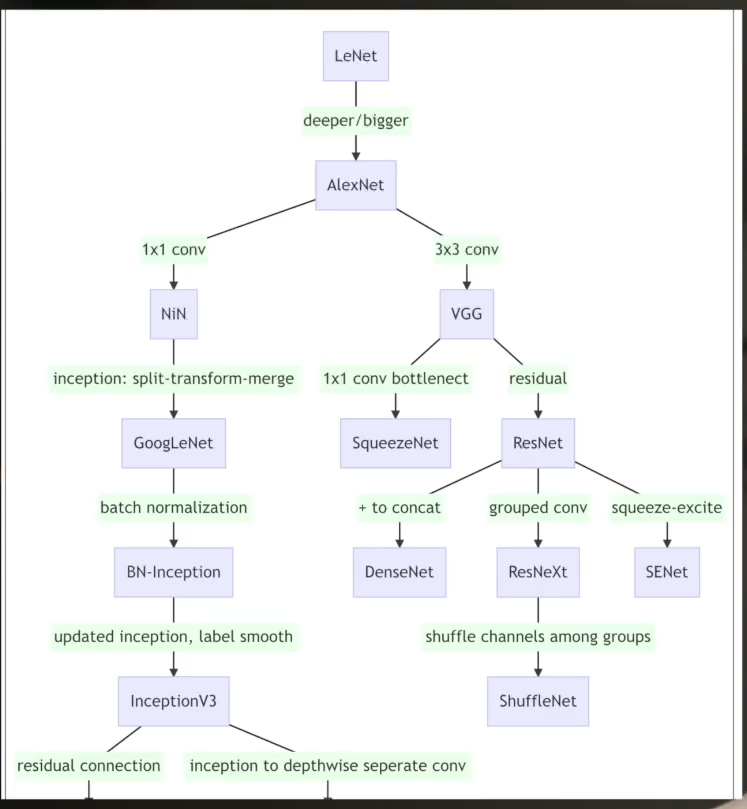 LeNet
deeper/bigger
AlexNet
1x1 conv
3x3 conv
NiN
VGG
inception: split-transform-merge
1x1 conv bottlenect
residual
GoogLeNet
SqueezeNet
ResNet
batch normalization
+ to concat
grouped conv
squeeze-excite
BN-Inception
DenseNet
ResNeXt
SENet
updated inception, label smooth
shuffle channels among groups
InceptionV3
ShuffleNet
residual connection
inception to depthwise seperate conv